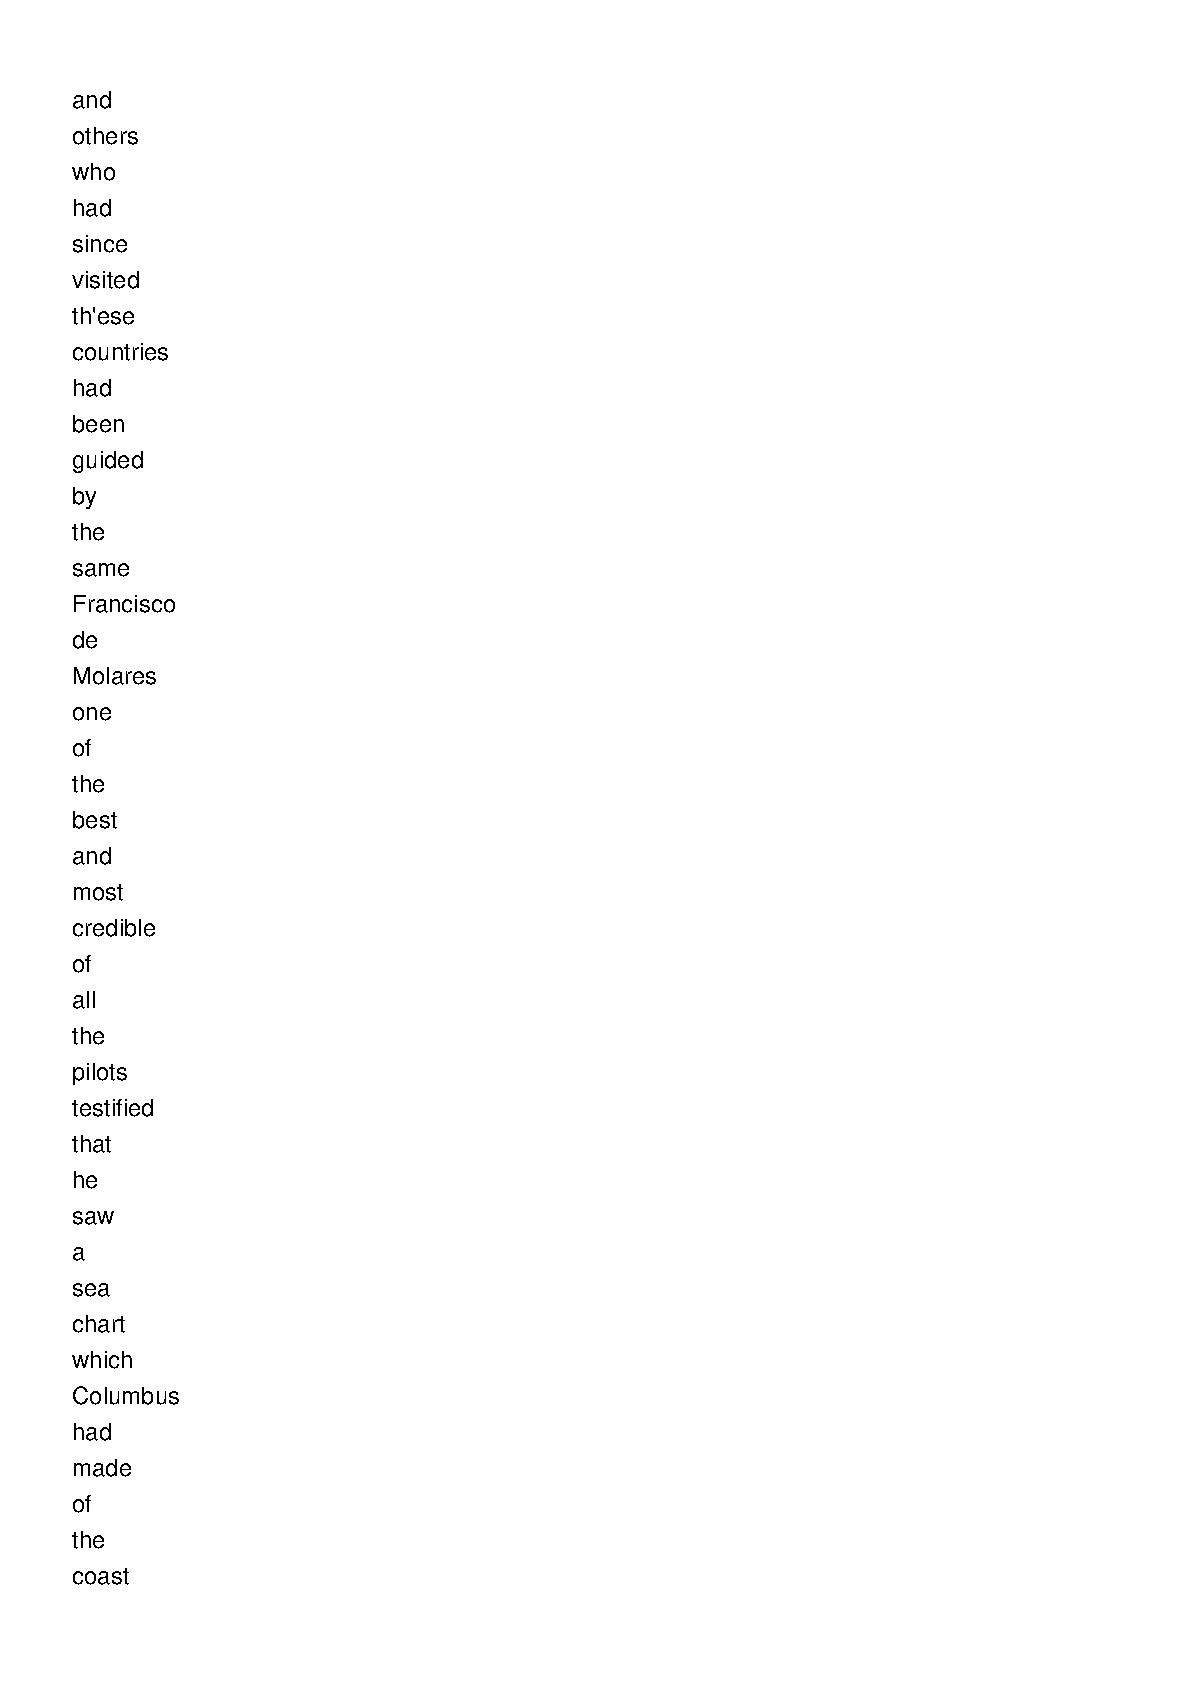 and
others
who
had
since
visited
th'ese
countries
had
been
guided
by
the
same
Francisco
de
Molares
one
of
the
best
and
most
credible
of
all
the
pilots
testified
that
he
saw
a
sea
chart
which
Columbus
had
made
of
the
coast